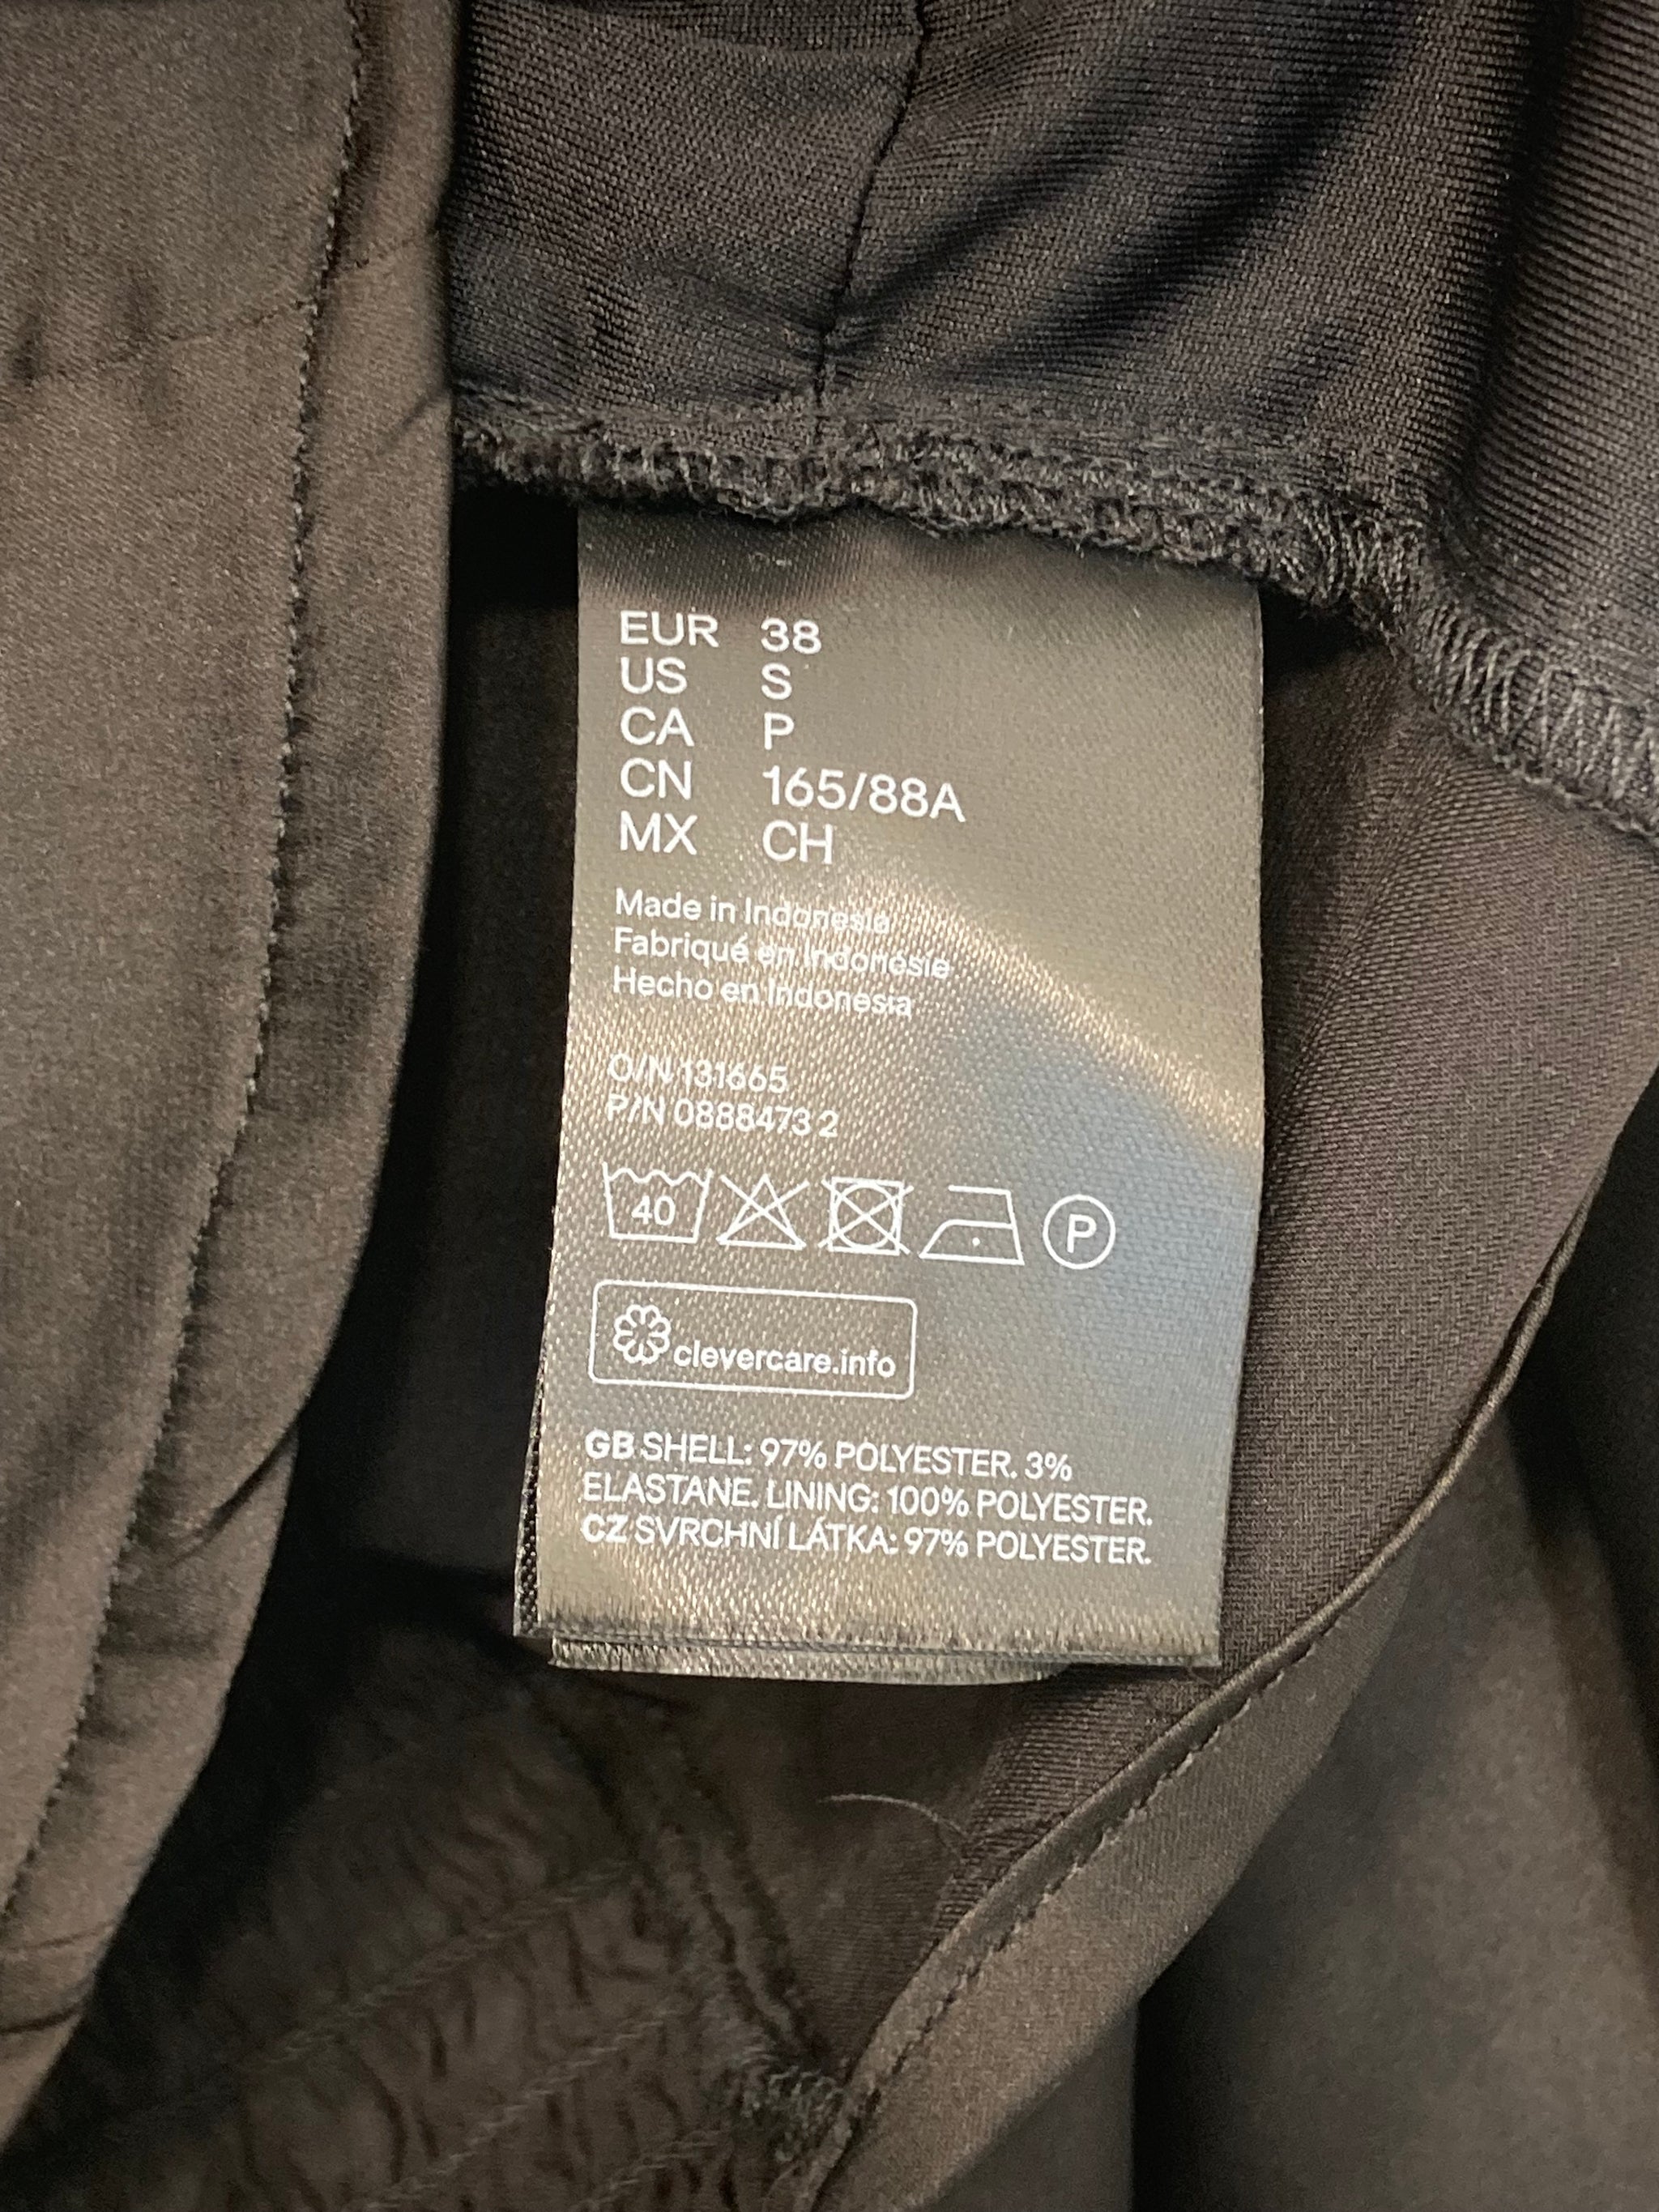 EUR 38
US S
CA P
CN 165/88A
MX CH
Made in Indonesia
Fabriqué en Indonésie
Hecho en Indonesia
O/N 131665
P/N 0888473 2
40 P
clevercare.info
GB SHELL: 97% POLYESTER. 3%
ELASTANE. LINING: 100% POLYESTER.
CZ SVRCHNÍ LÁTKA: 97% POLYESTER.